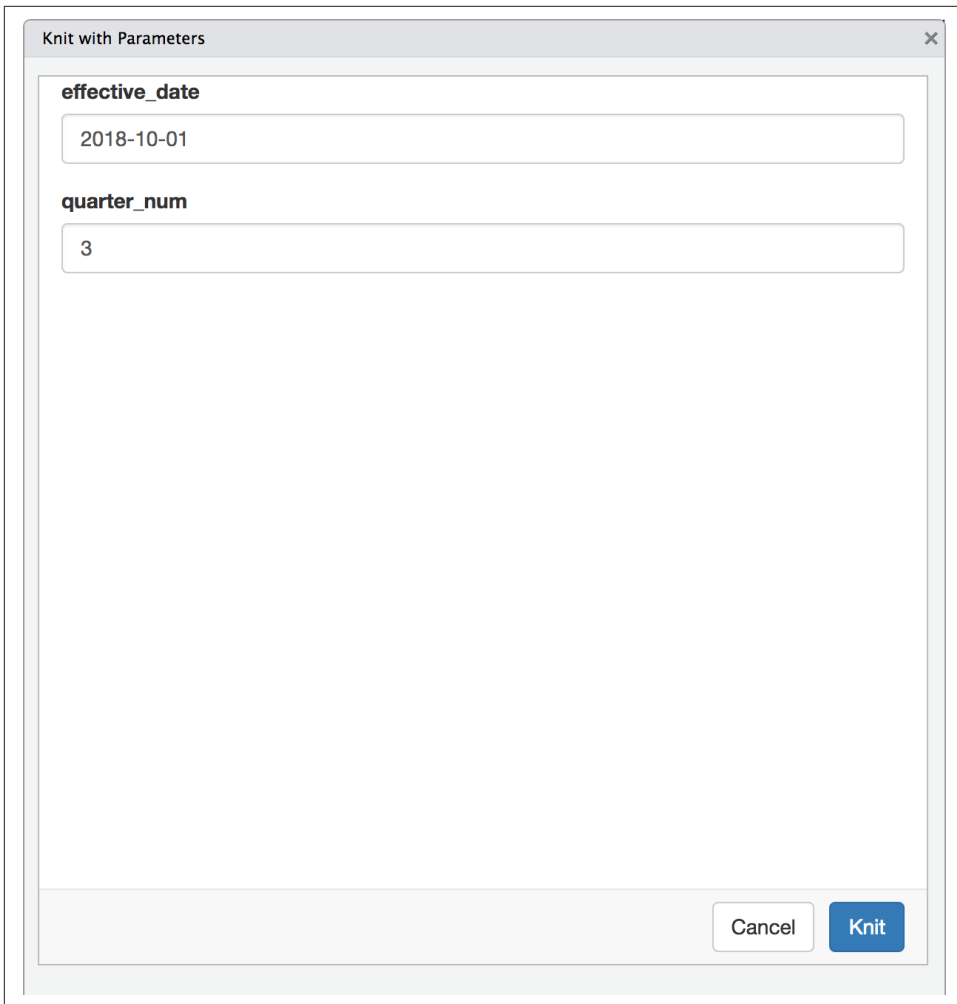 Knit with Parameters
effective_date
2018-10-01
quarter_num
3
Cancel Knit